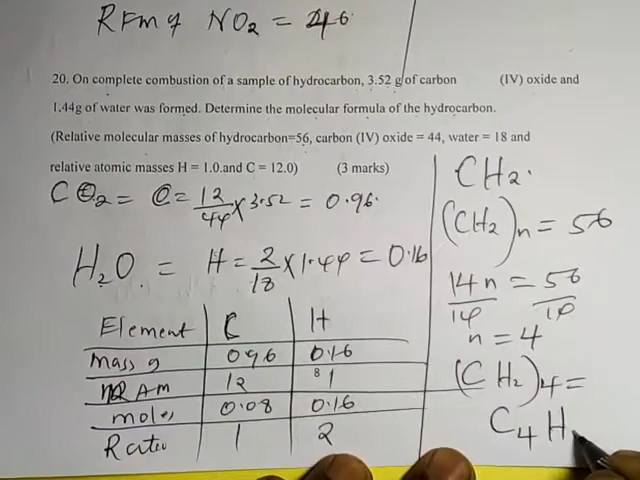 RFM of NO2 = 46
20. On complete combustion of a sample of hydrocarbon, 3.52 g of carbon (IV) oxide and
1.44g of water was formed. Determine the molecular formula of the hydrocarbon.
(Relative molecular masses of hydrocarbon=56, carbon (IV) oxide = 44, water = 18 and
relative atomic masses H = 1.0.and C = 12.0) (3 marks)
CO2 = C = 12/44 × 3.52 = 0.96
H2O = H = 2/18 × 1.44 = 0.16
Element C H
Mass g 0.96 0.16
RAM 12 1
8
moles 0.08 0.16
Ratio 1 2
CH2.
(CH2)n = 56
14n = 56
14 14
n = 4
(CH2)4 =
C4H